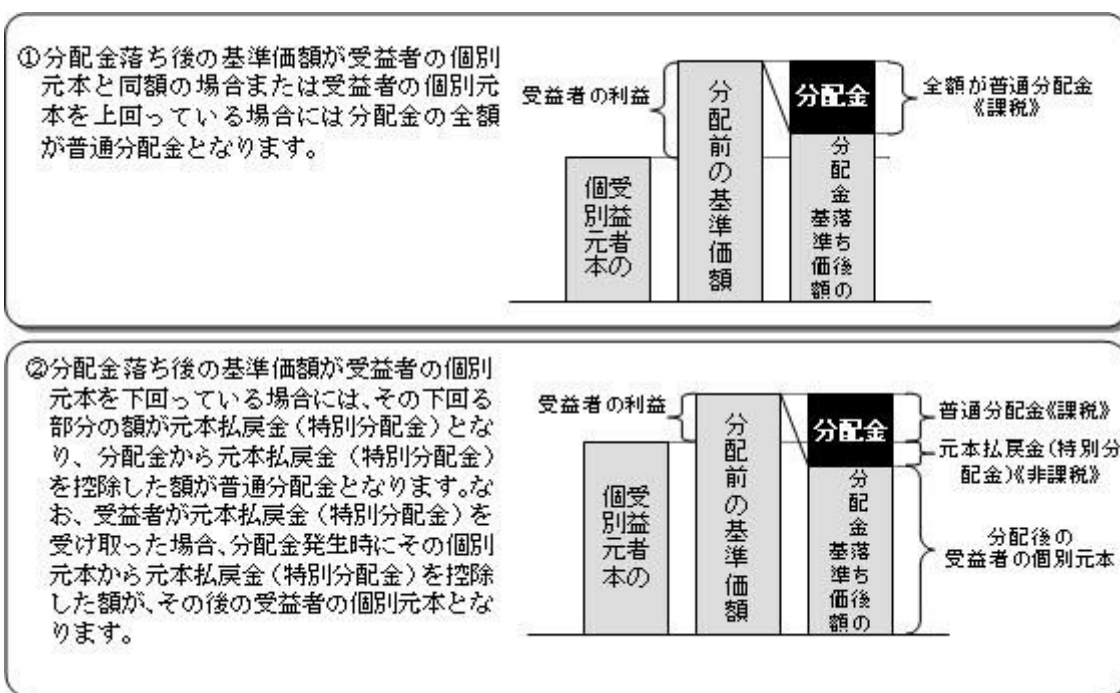 ①分配金落ち後の基準価額が受益者の個別
元本と同額の場合または受益者の個別元
本を上回っている場合には分配金の全額
が普通分配金となります。
受益者の利益
受益者の
個別元本
分配前の基準価額
分配金
分配金落ち後の
基準価額
全額が普通分配金
《課税》
②分配金落ち後の基準価額が受益者の個別
元本を下回っている場合には、その下回る
部分の額が元本払戻金(特別分配金)とな
り、分配金から元本払戻金(特別分配金)
を控除した額が普通分配金となります。な
お、受益者が元本払戻金(特別分配金)を
受け取った場合、分配金発生時にその個別
元本から元本払戻金(特別分配金)を控除
した額が、その後の受益者の個別元本とな
ります。
受益者の利益
受益者の
個別元本
分配前の基準価額
分配金
分配金落ち後の
基準価額
普通分配金《課税》
元本払戻金(特別分
配金)《非課税》
分配後の
受益者の個別元本